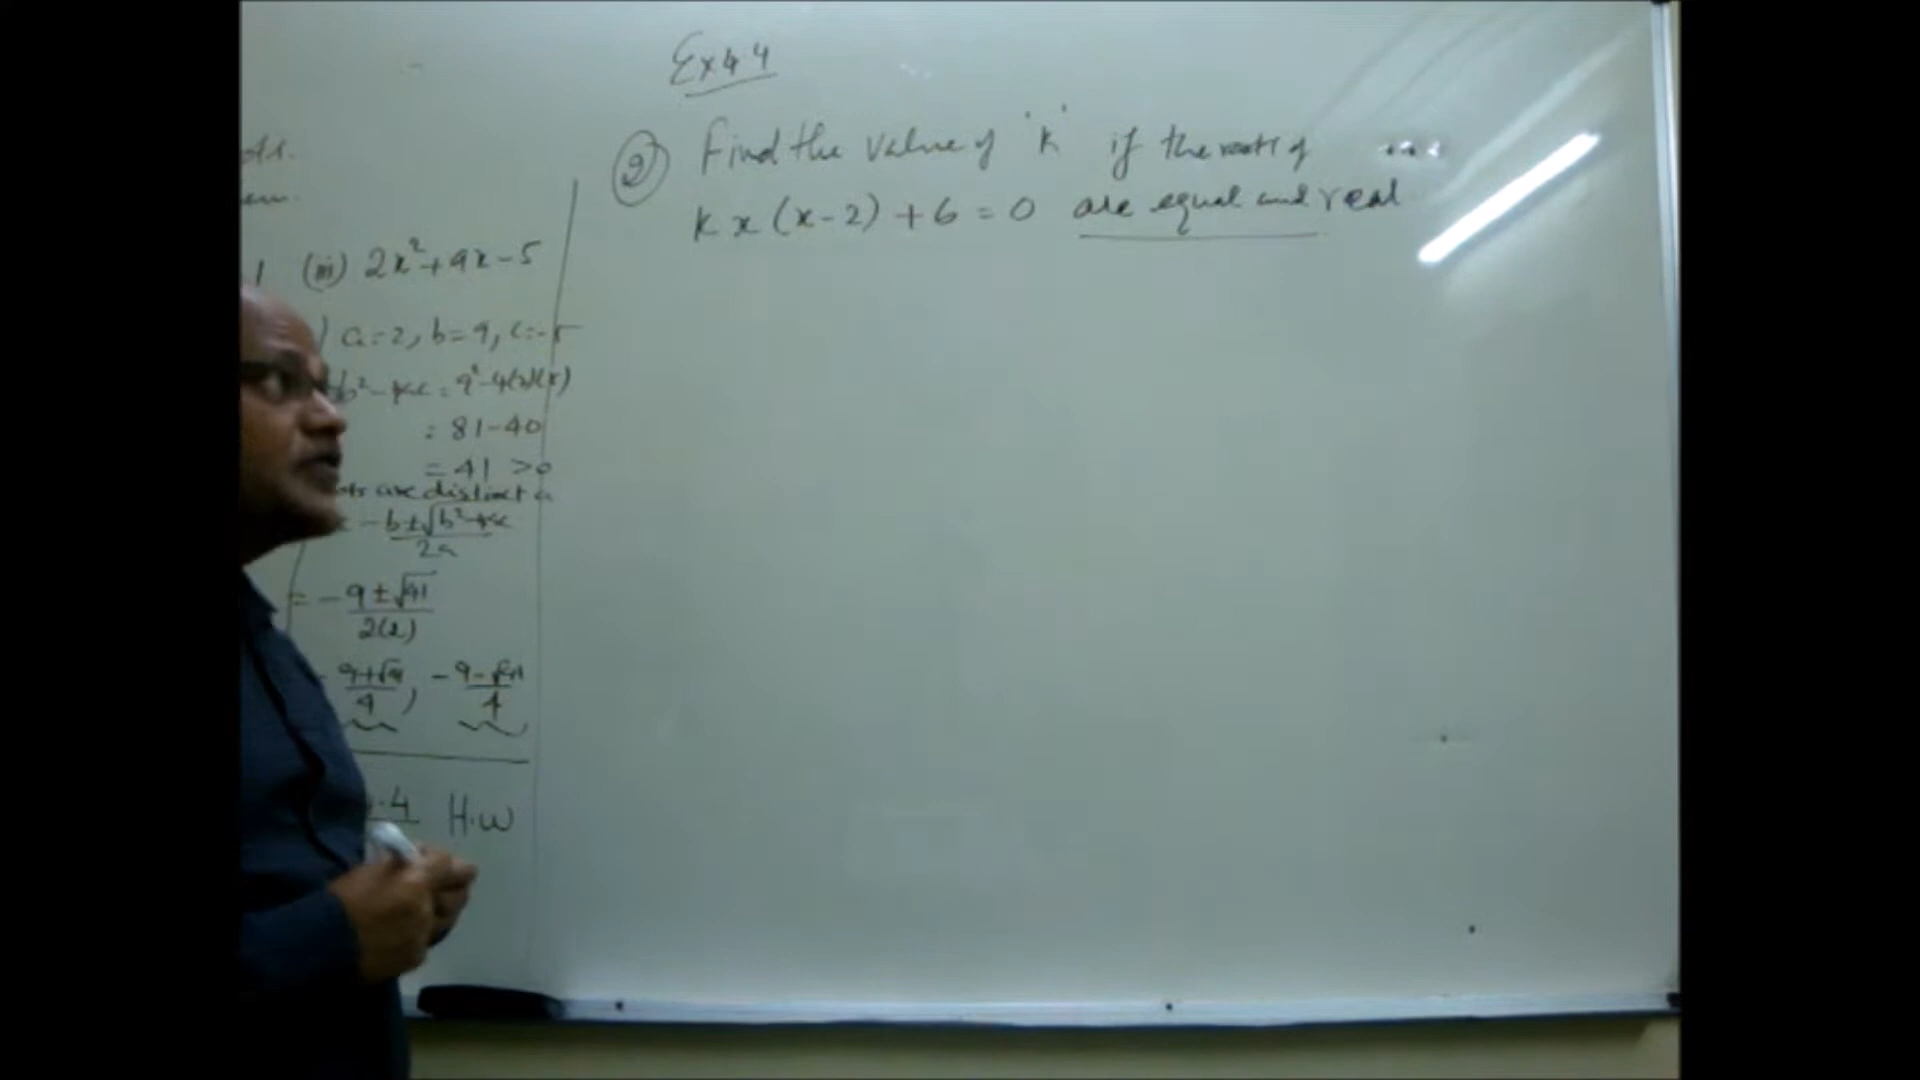 Ex 4.4
② Find the value of 'k' if the roots of
k x (x-2) + 6 = 0 are equal and real
(iii) 2x² + 9x - 5
a = 2, b = 9, c = -5
b² - 4ac = 9² - 4(2)(5)
= 81 - 40
= 41 > 0
are distinct
- b ± √b² - 4ac
2a
= - 9 ± √41
2(2)
9 + √41 , - 9 - √41
4 4
.4 H.W